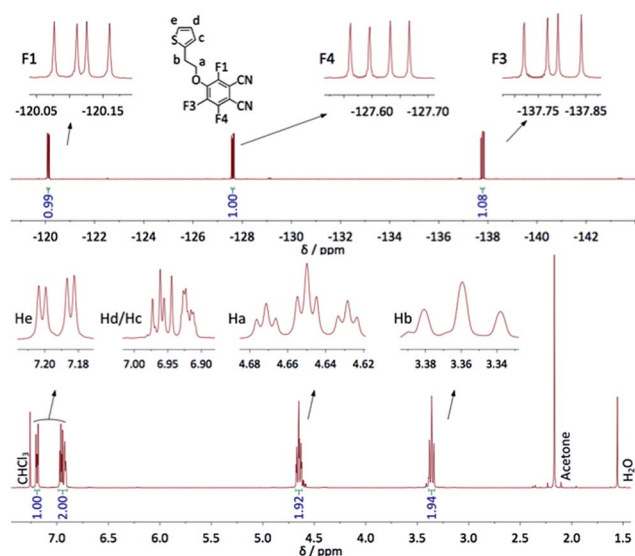 F1
-120.05 -120.15
e d
S c
b a
O F1 CN
F3 CN
F4
F4
-127.60 -127.70
F3
-137.75 -137.85
0.99 1.00 1.08
-120 -122 -124 -126 -128 -130 -132 -134 -136 -138 -140 -142
δ / ppm
He
7.20 7.18
Hd/Hc
7.00 6.95 6.90
Ha
4.68 4.66 4.64 4.62
Hb
3.38 3.36 3.34
CHCl₃ Acetone H₂O
1.00 2.00 1.92 1.94
7.0 6.5 6.0 5.5 5.0 4.5 4.0 3.5 3.0 2.5 2.0 1.5
δ / ppm